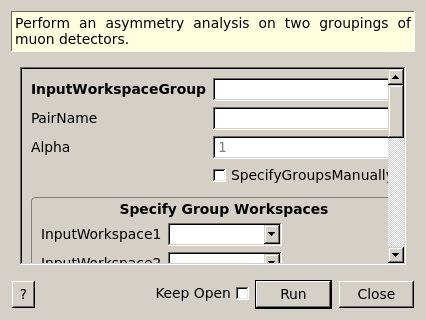 Perform an asymmetry analysis on two groupings of
muon detectors.
InputWorkspaceGroup
PairName
Alpha 1
SpecifyGroupsManually
Specify Group Workspaces
InputWorkspace1
InputWorkspace2
? Keep Open Run Close